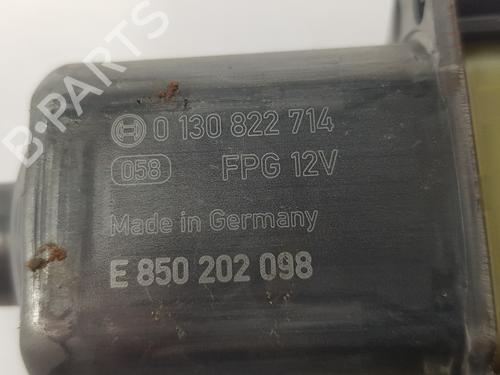 B-PARTS
0 130 822 714
058 FPG 12V
Made in Germany
E 850 202 098